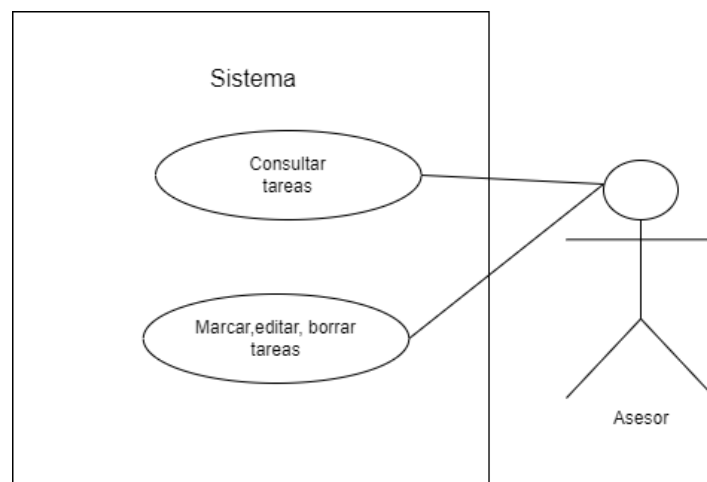 Sistema
Consultar
tareas
Marcar,editar, borrar
tareas
Asesor